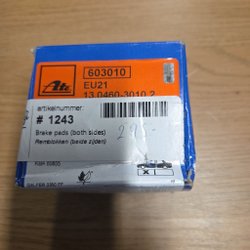 Ate
603010
EU21
13.0460-3010.2
artikelnummer:
# 1243
Brake pads (both sides)
Remblokken (beide zijden)